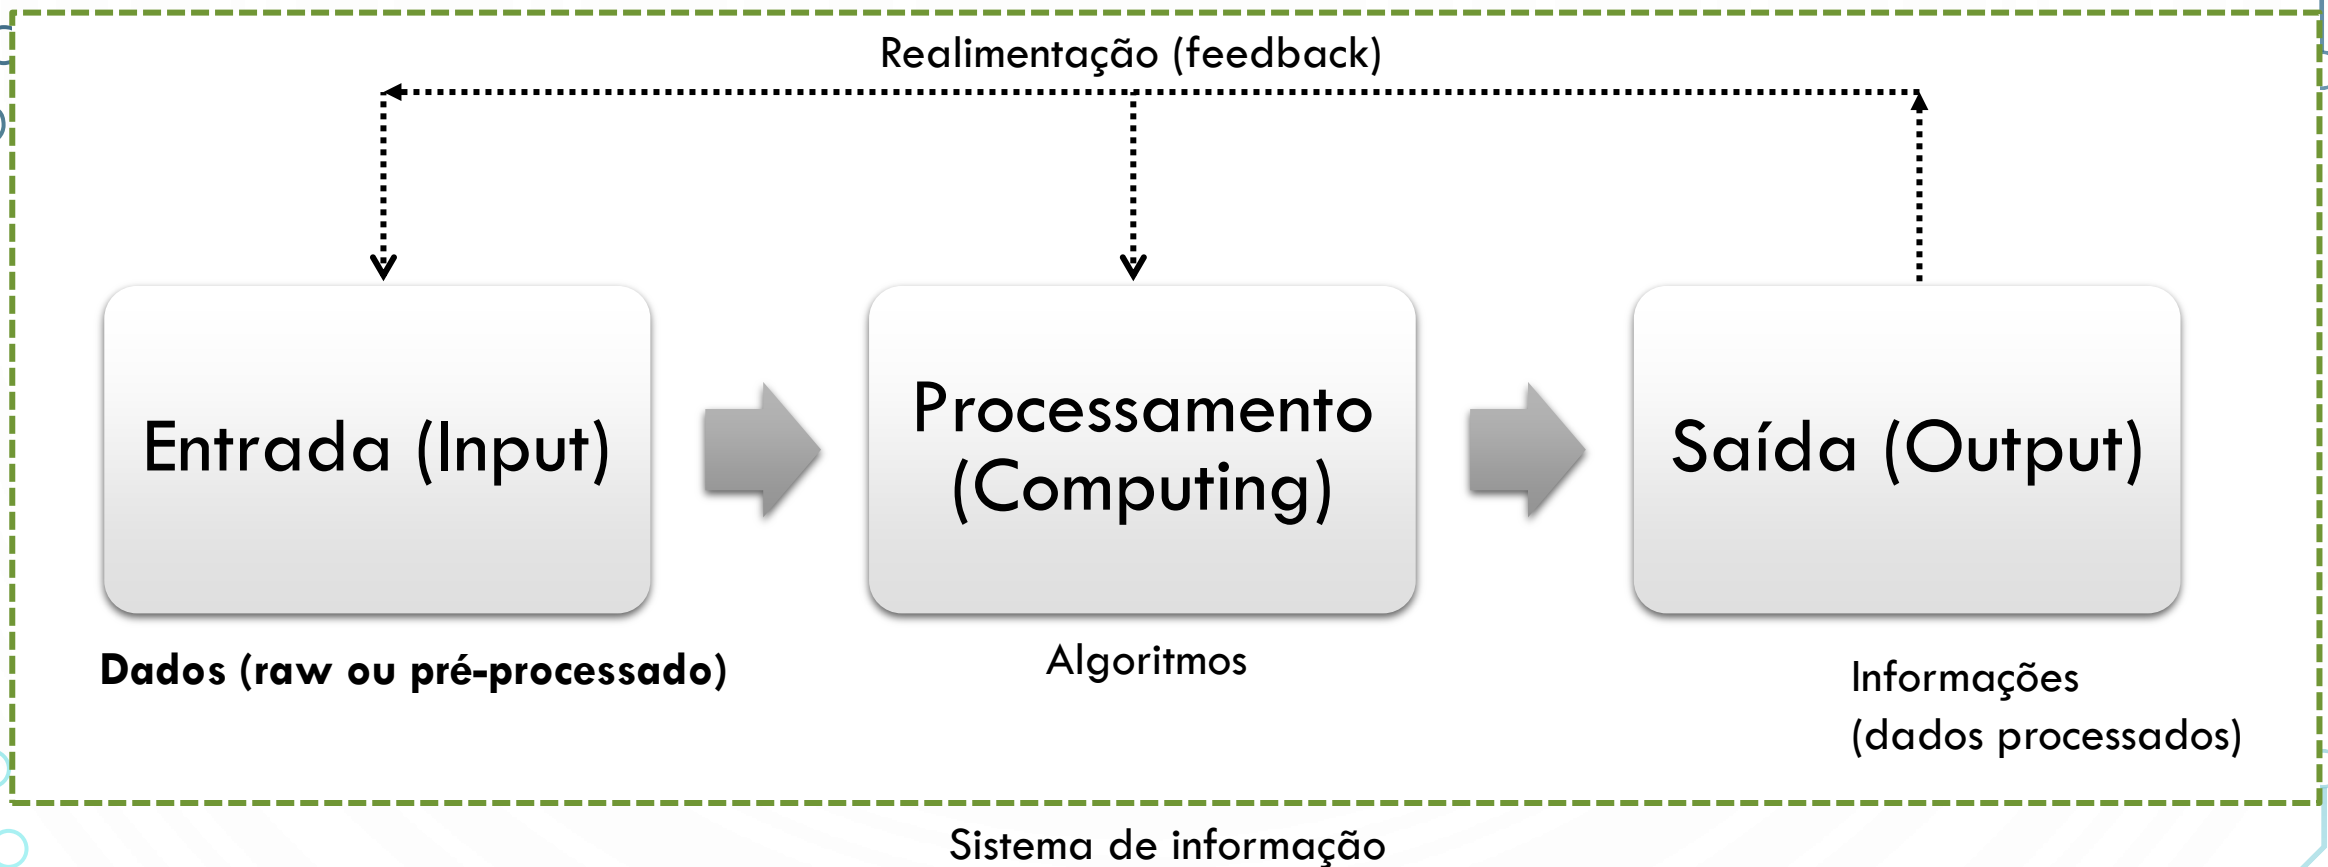 Realimentação (feedback)
Entrada (Input)
Processamento
(Computing)
Saída (Output)
Dados (raw ou pré-processado)
Algoritmos
Informações
(dados processados)
Sistema de informação